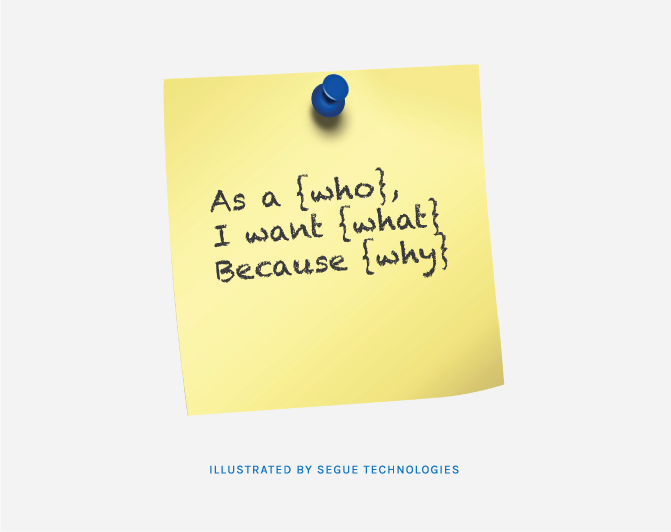 As a {who},
I want {what}
Because {why}
ILLUSTRATED BY SEGUE TECHNOLOGIES